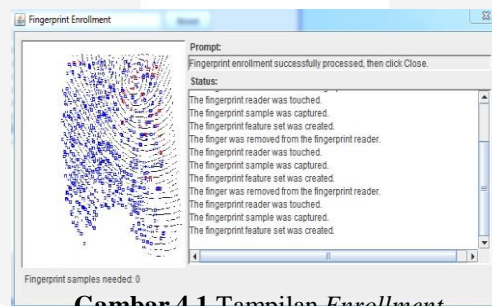 Fingerprint Enrollment
Prompt:
Fingerprint enrollment successfully processed, then click Close.
Status:
The fingerprint reader was touched.
The fingerprint sample was captured.
The fingerprint feature set was created.
The finger was removed from the fingerprint reader.
The fingerprint reader was touched.
The fingerprint sample was captured.
The fingerprint feature set was created.
The finger was removed from the fingerprint reader.
The fingerprint reader was touched.
The fingerprint sample was captured.
The fingerprint feature set was created.
Fingerprint samples needed: 0
Gambar 4.1 Tampilan Enrollment